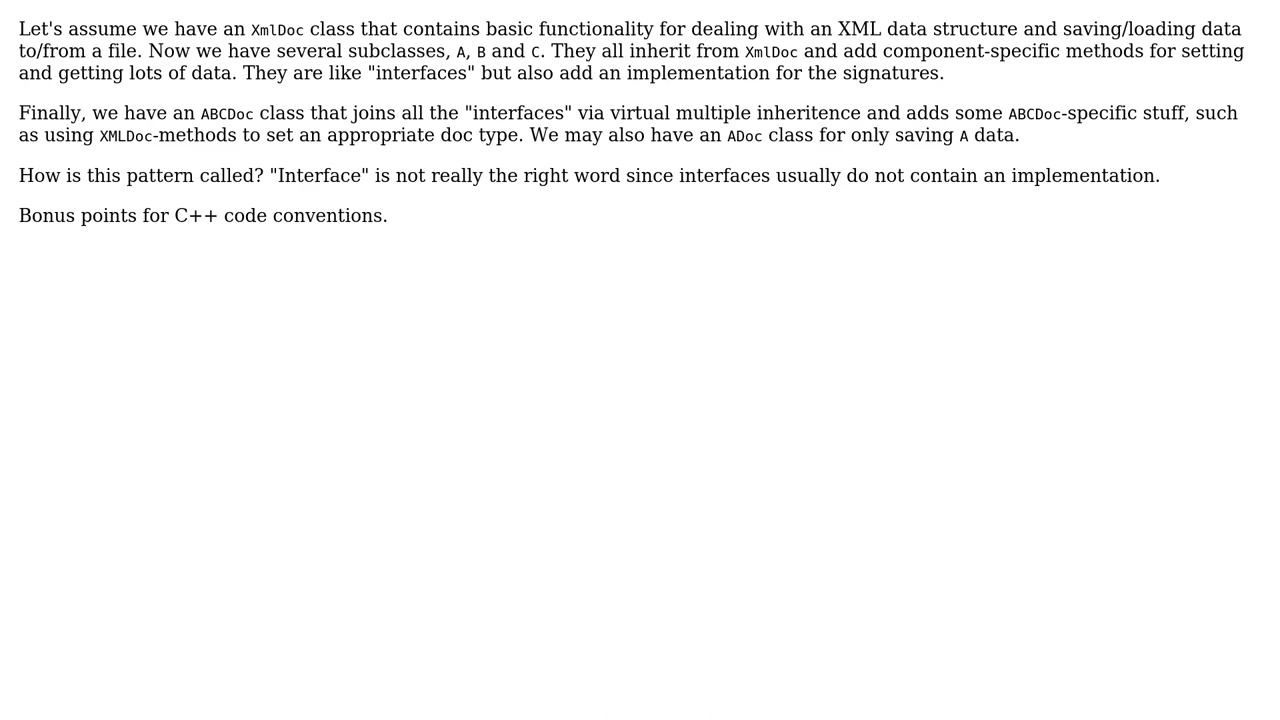 Let's assume we have an XmlDoc class that contains basic functionality for dealing with an XML data structure and saving/loading data
to/from a file. Now we have several subclasses, A, B and C. They all inherit from XmlDoc and add component-specific methods for setting
and getting lots of data. They are like "interfaces" but also add an implementation for the signatures.
Finally, we have an ABCDoc class that joins all the "interfaces" via virtual multiple inheritence and adds some ABCDoc-specific stuff, such
as using XMLDoc-methods to set an appropriate doc type. We may also have an ADoc class for only saving A data.
How is this pattern called? "Interface" is not really the right word since interfaces usually do not contain an implementation.
Bonus points for C++ code conventions.